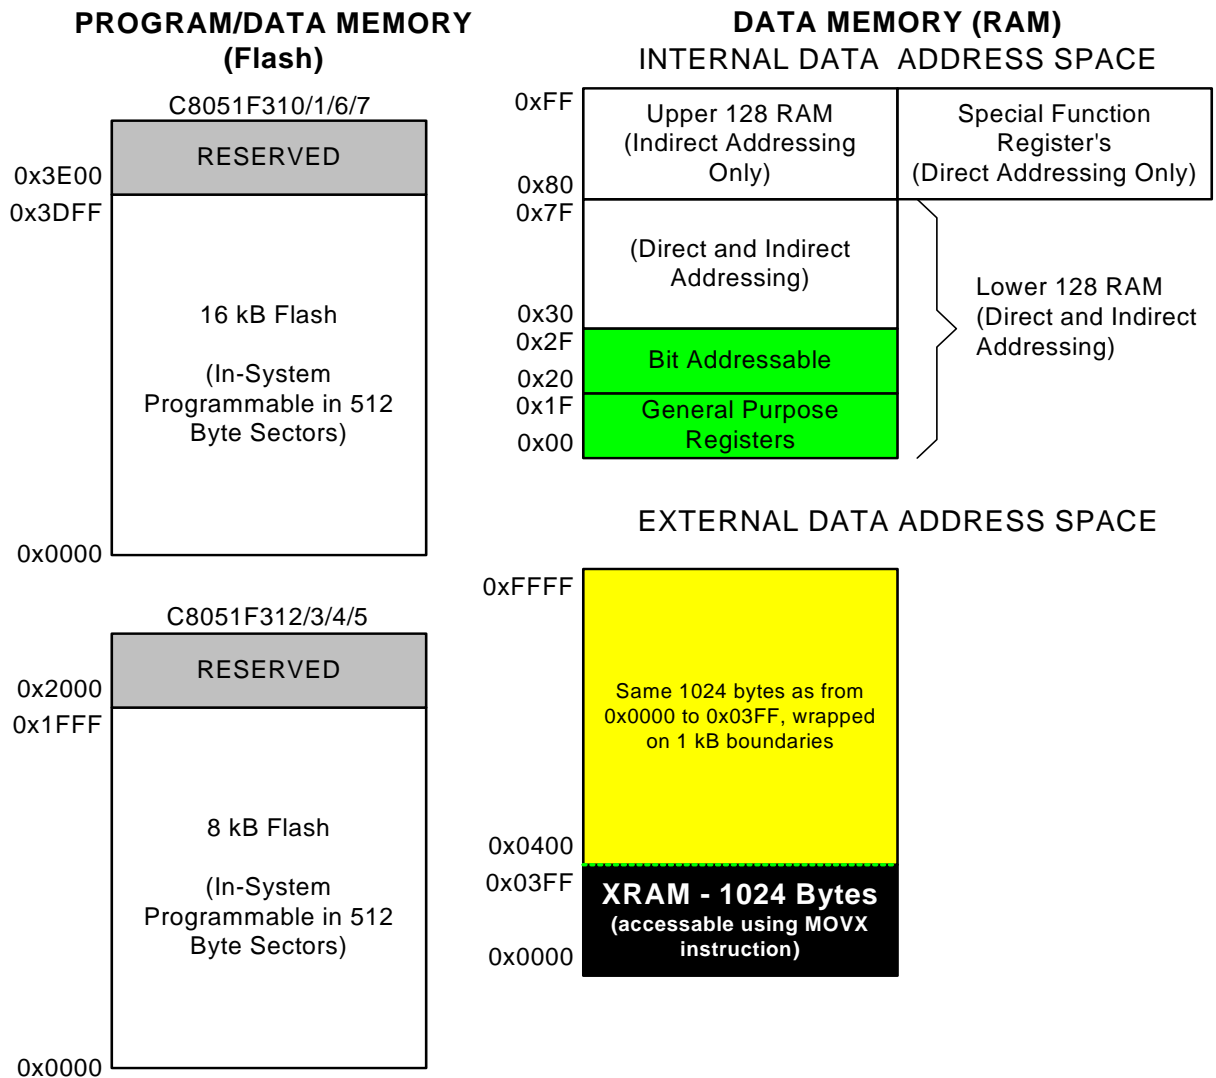 PROGRAM/DATA MEMORY
(Flash)
C8051F310/1/6/7
RESERVED
0x3E00
0x3DFF
16 kB Flash
(In-System
Programmable in 512
Byte Sectors)
0x0000
C8051F312/3/4/5
RESERVED
0x2000
0x1FFF
8 kB Flash
(In-System
Programmable in 512
Byte Sectors)
0x0000
DATA MEMORY (RAM)
INTERNAL DATA ADDRESS SPACE
0xFF
Upper 128 RAM
(Indirect Addressing
Only)
0x80
Special Function
Register's
(Direct Addressing Only)
0x7F
(Direct and Indirect
Addressing)
0x30
Lower 128 RAM
(Direct and Indirect
Addressing)
0x2F
Bit Addressable
0x20
0x1F
General Purpose
Registers
0x00
EXTERNAL DATA ADDRESS SPACE
0xFFFF
Same 1024 bytes as from
0x0000 to 0x03FF, wrapped
on 1 kB boundaries
0x0400
0x03FF
XRAM - 1024 Bytes
(accessable using MOVX
instruction)
0x0000